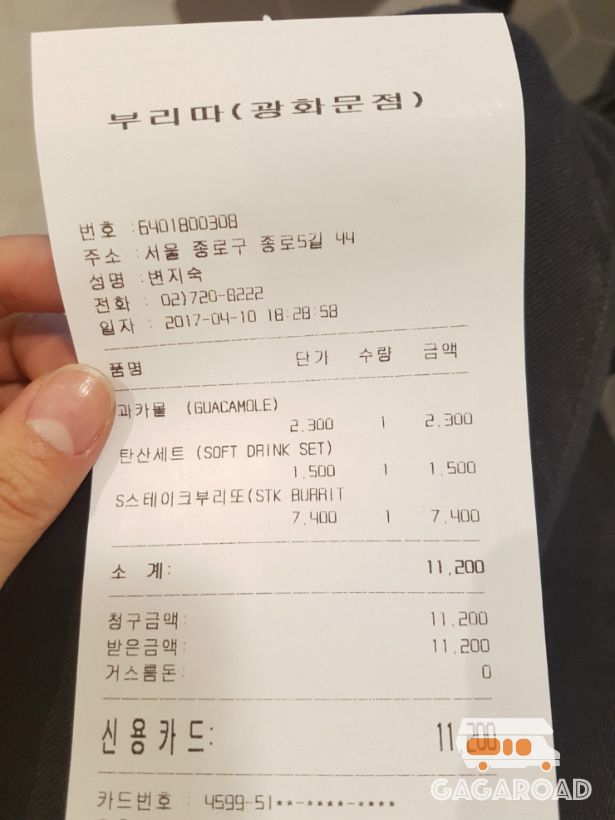 부리따(광화문점)
번호 :6401800308
주소 :서울 종로구 종로5길 44
성명 :변지숙
전화 : 02)720-8222
일자 : 2017-04-10 18:28:58
품명 단가 수량 금액
과카몰 (GUACAMOLE)
2,300 1 2,300
탄산세트 (SOFT DRINK SET)
1,500 1 1,500
S스테이크부리또(STK BURRIT
7,400 1 7,400
소 계: 11,200
청구금액: 11,200
받은금액: 11,200
거스름돈: 0
신용카드: 11,200
카드번호 : 4599-51**-****-****
GAGAROAD